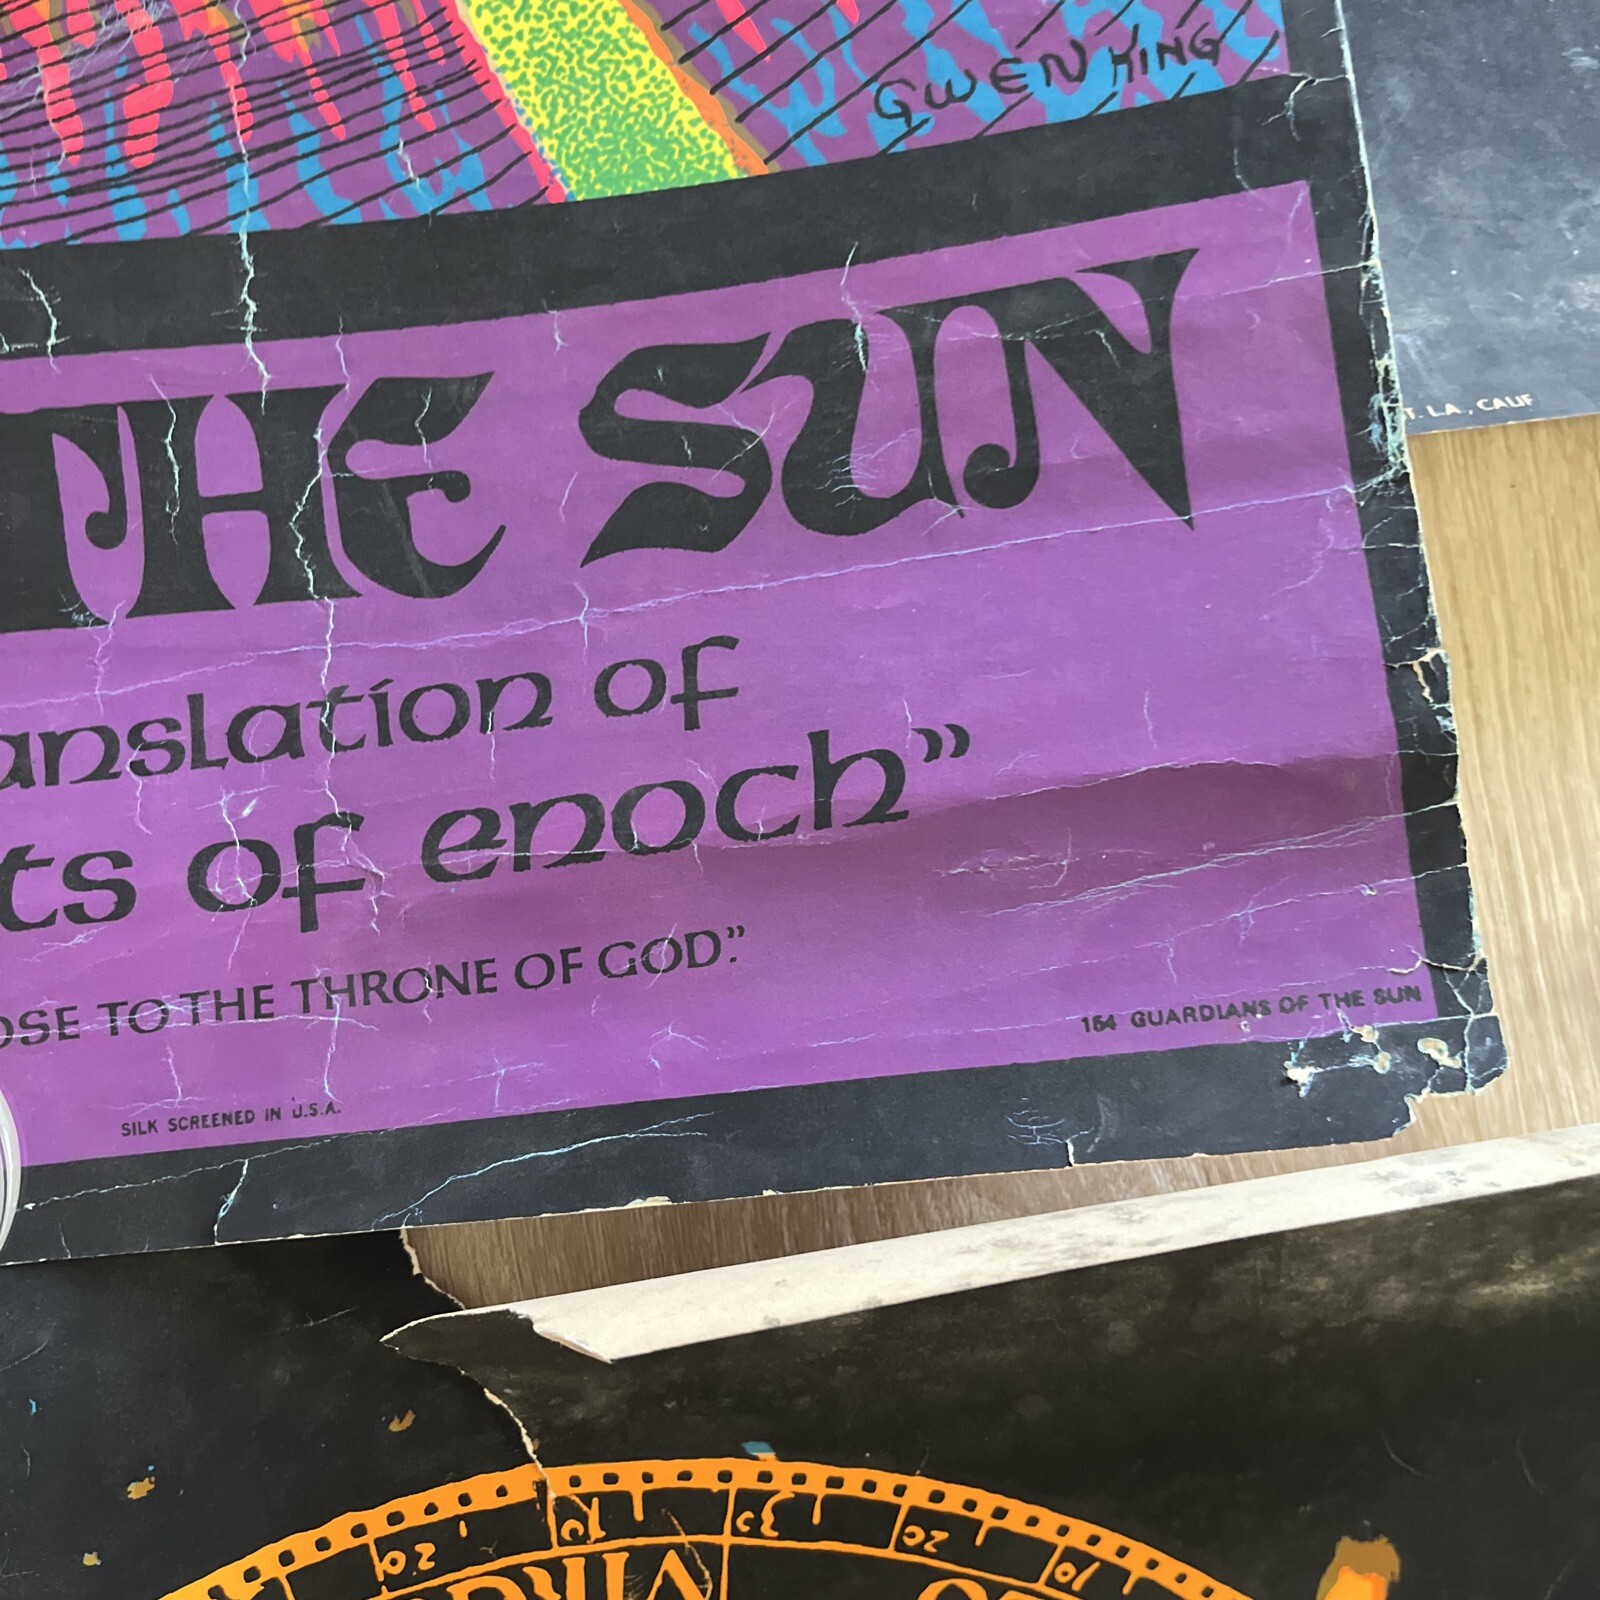 GWEN KING
THE SUN
T. L.A., CALIF
anslation of
ts of enoch”
OSE TO THE THRONE OF GOD.”
164 GUARDIANS OF THE SUN
SILK SCREENED IN U.S.A.